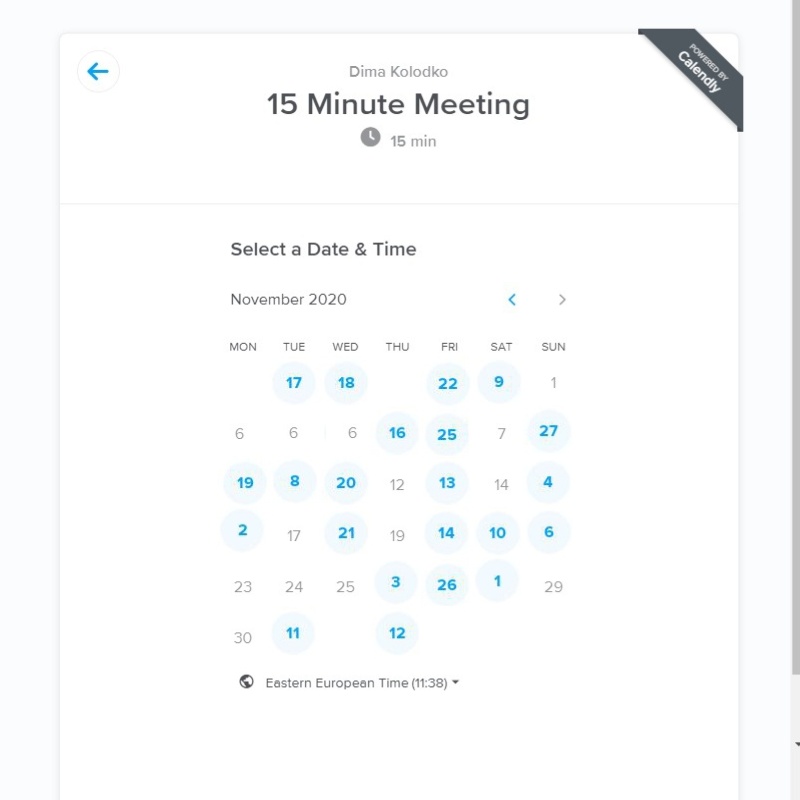 POWERED BY
Calendly
Dima Kolodko
15 Minute Meeting
15 min
Select a Date & Time
November 2020
MON TUE WED THU FRI SAT SUN
17 18 22 9 1
6 6 6 16 25 7 27
19 8 20 12 13 14 4
2 17 21 19 14 10 6
23 24 25 3 26 1 29
30 11 12
Eastern European Time (11:38)